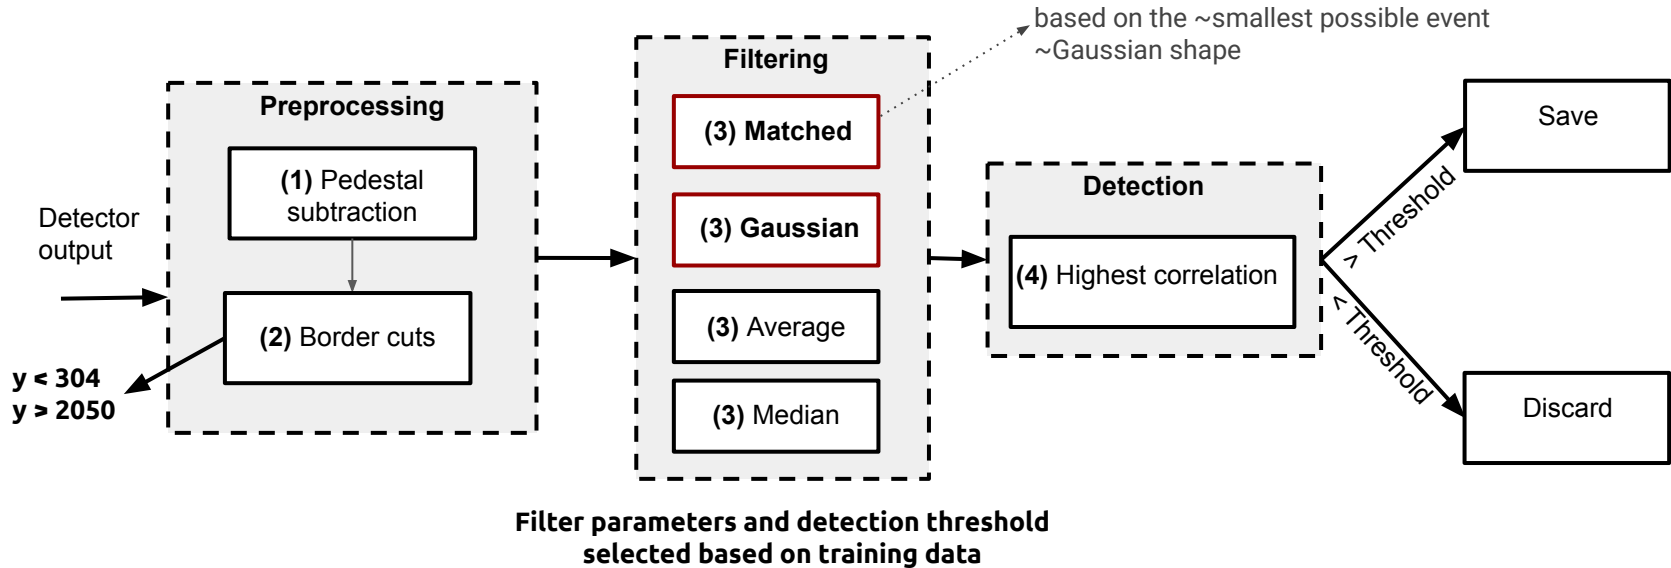 based on the ~smallest possible event
~Gaussian shape
Filtering
Preprocessing
(3) Matched
Save
(1) Pedestal
subtraction
Detection
Detector
output
(3) Gaussian
> Threshold
(4) Highest correlation
(2) Border cuts
(3) Average
< Threshold
y < 304
y > 2050
(3) Median
Discard
Filter parameters and detection threshold
selected based on training data